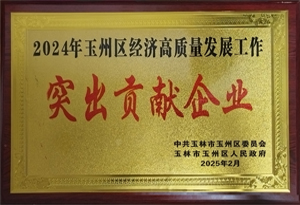 2024年玉州区经济高质量发展工作
突出贡献企业
中共玉林市玉州区委员会
玉林市玉州区人民政府
2025年2月